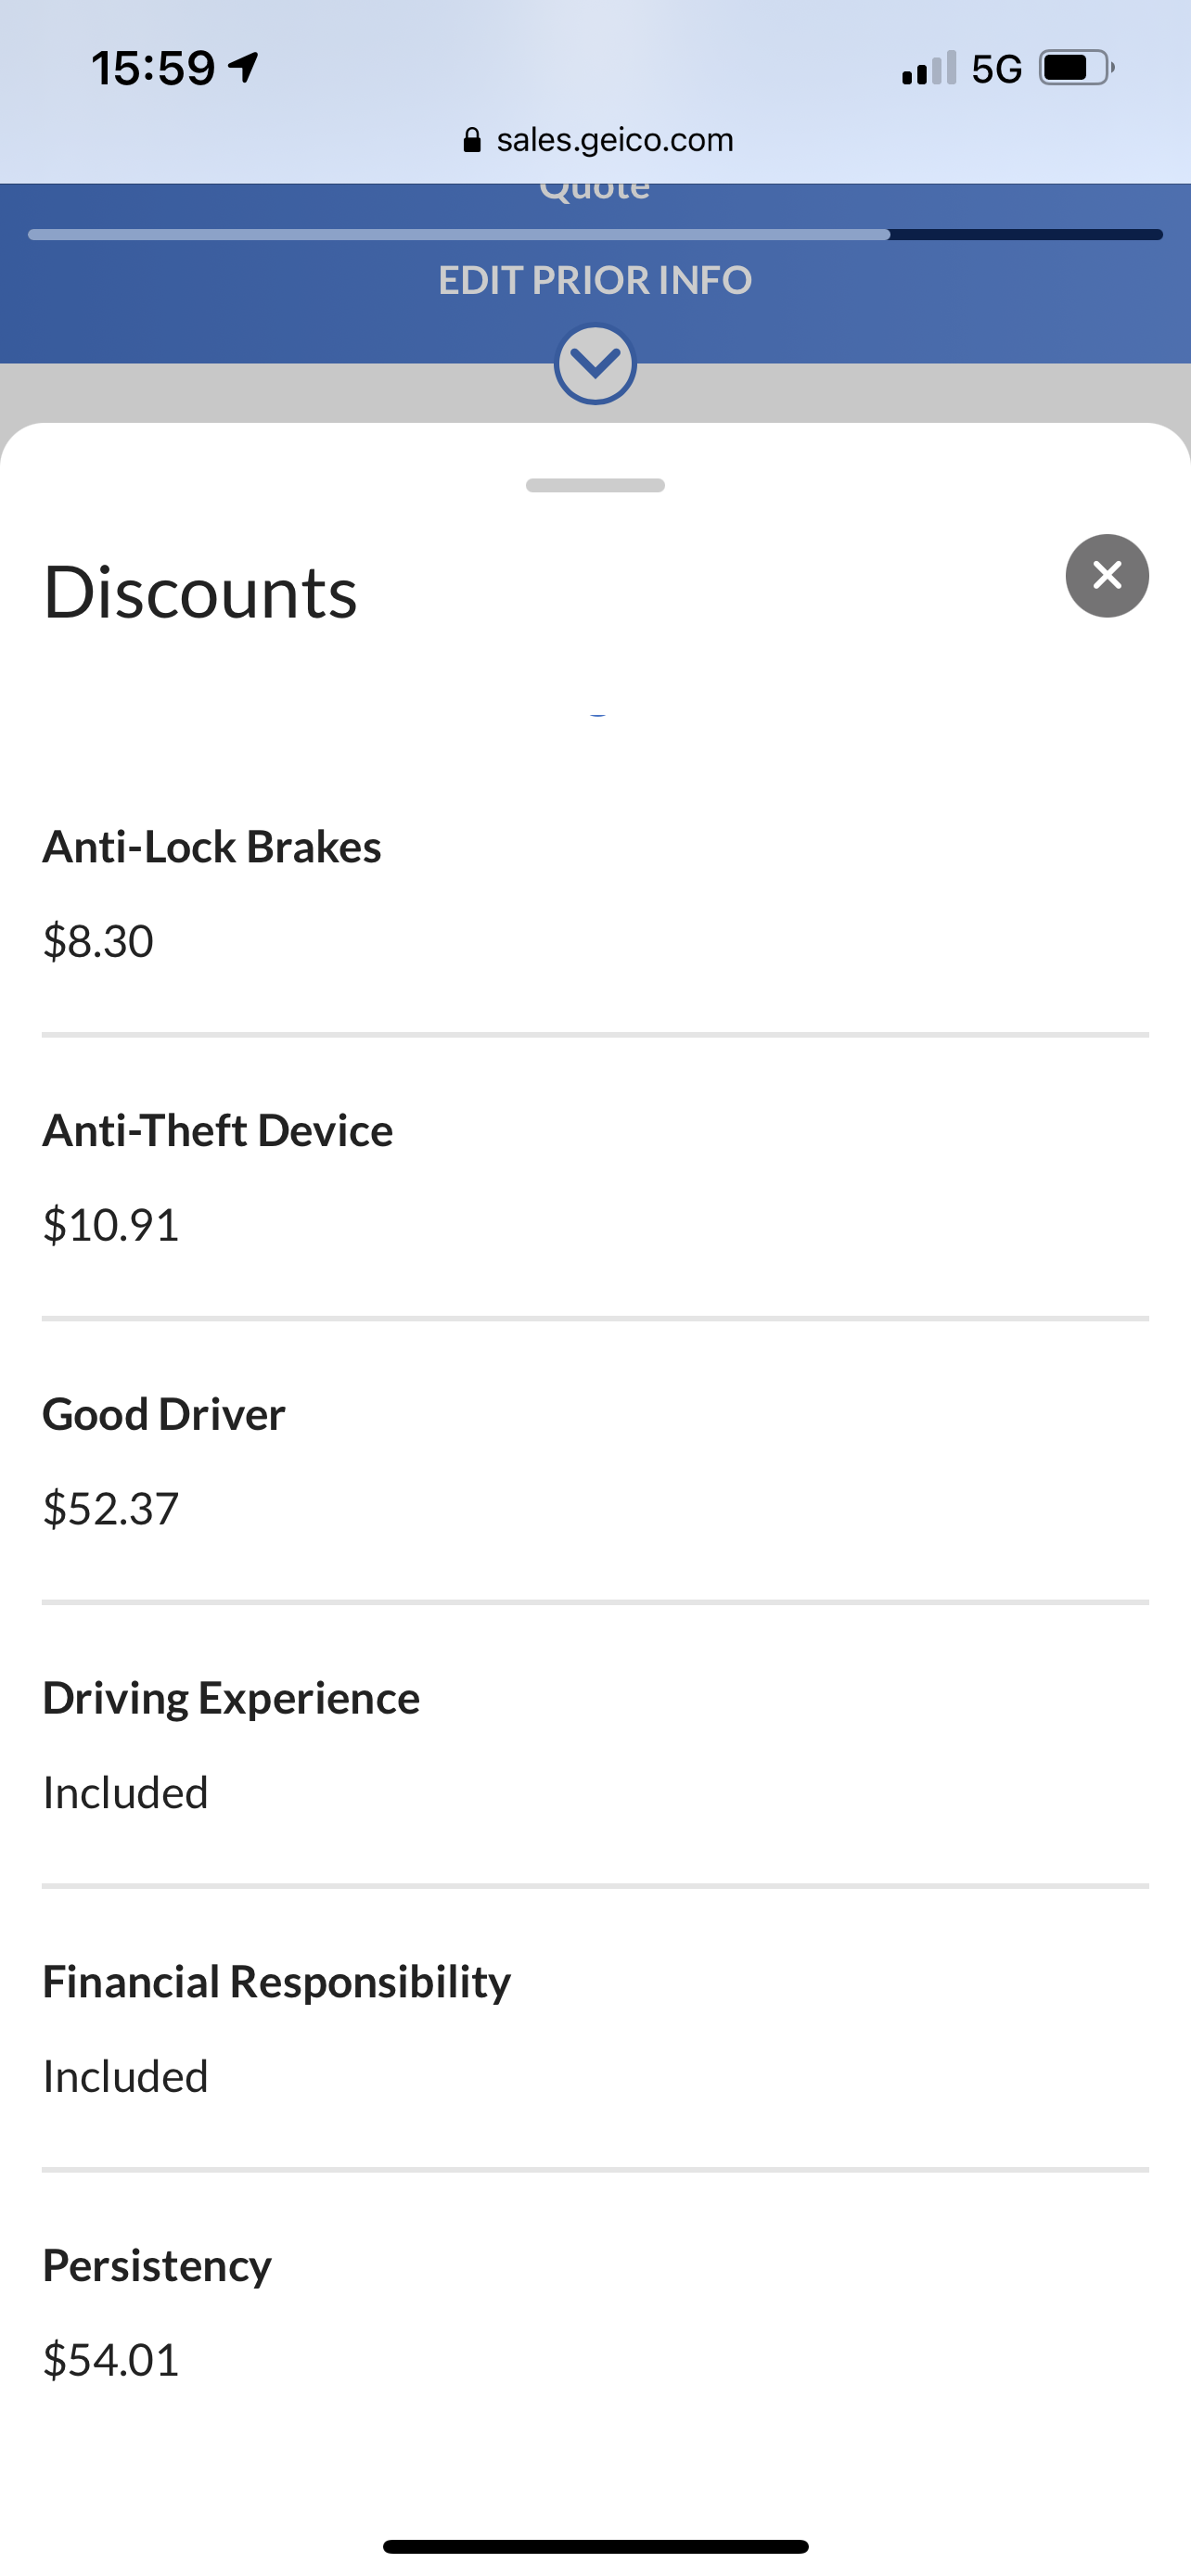 15:59
5G
sales.geico.com
Quote
EDIT PRIOR INFO
Discounts
Anti-Lock Brakes
$8.30
Anti-Theft Device
$10.91
Good Driver
$52.37
Driving Experience
Included
Financial Responsibility
Included
Persistency
$54.01